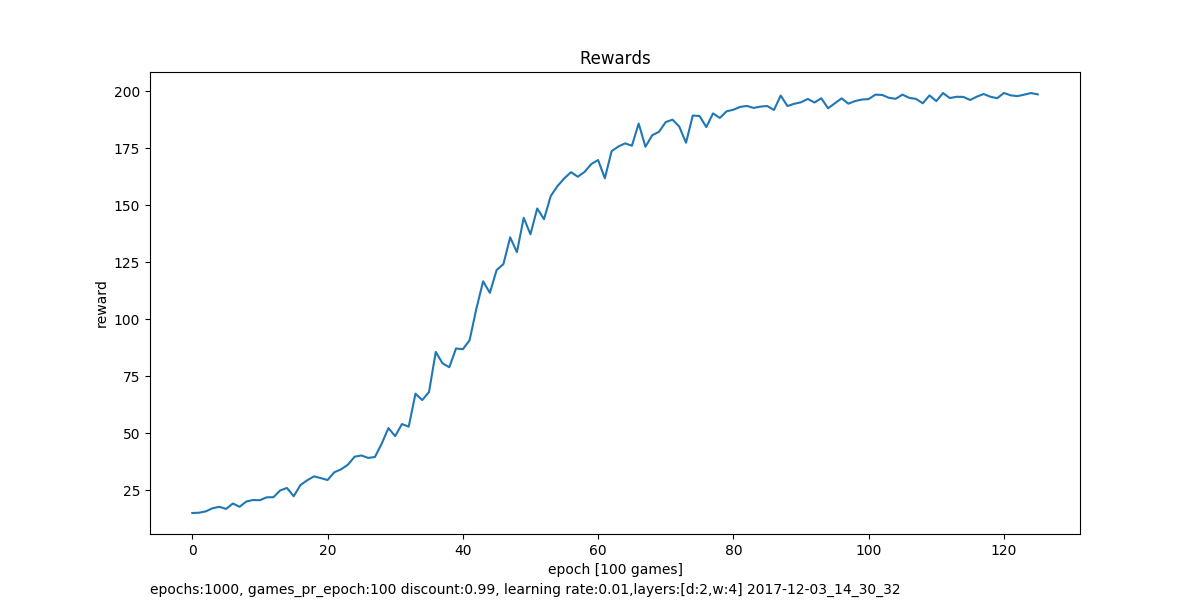 Rewards
200
175
150
125
100
75
50
25
reward
0 20 40 60 80 100 120
epoch [100 games]
epochs:1000, games_pr_epoch:100 discount:0.99, learning rate:0.01,layers:[d:2,w:4] 2017-12-03_14_30_32